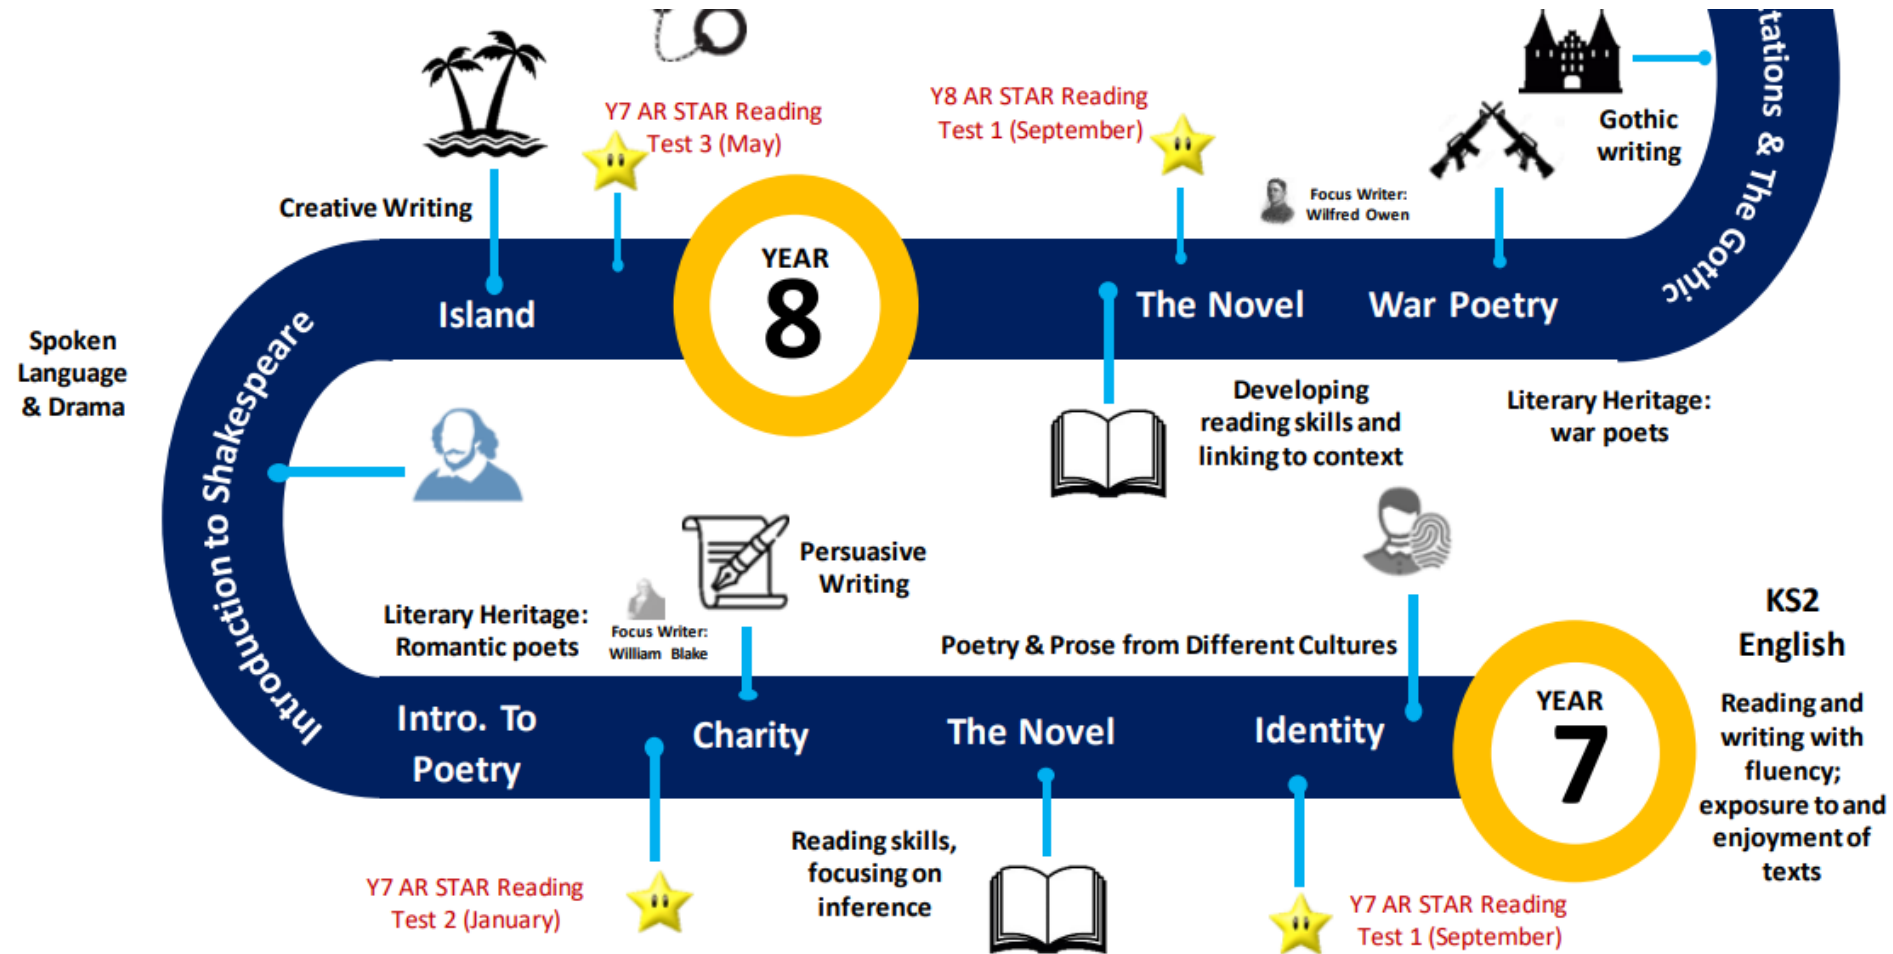 Y7 AR STAR Reading
Test 3 (May)
Y8 AR STAR Reading
Test 1 (September)
Gothic
writing
Creative Writing
Focus Writer:
Wilfred Owen
& The Gothic
YEAR
8
Island
The Novel
War Poetry
Spoken
Language
& Drama
Introduction to Shakespeare
Developing
reading skills and
linking to context
Literary Heritage:
war poets
Persuasive
Writing
Literary Heritage:
Romantic poets
Focus Writer:
William Blake
Poetry & Prose from Different Cultures
KS2
English
Intro. To
Poetry
Charity
The Novel
Identity
YEAR
7
Reading and
writing with
fluency;
exposure to and
enjoyment of
texts
Reading skills,
focusing on
inference
Y7 AR STAR Reading
Test 2 (January)
Y7 AR STAR Reading
Test 1 (September)